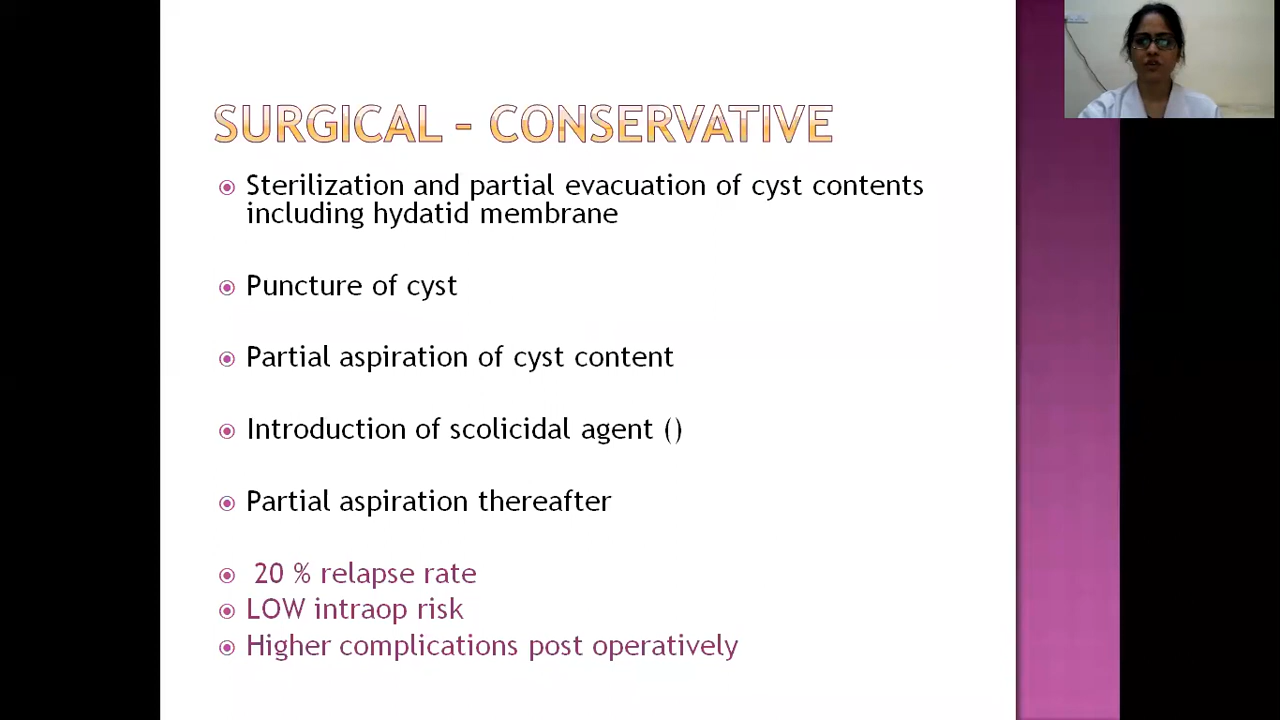 SURGICAL – CONSERVATIVE
Sterilization and partial evacuation of cyst contents
including hydatid membrane
Puncture of cyst
Partial aspiration of cyst content
Introduction of scolicidal agent ()
Partial aspiration thereafter
20 % relapse rate
LOW intraop risk
Higher complications post operatively